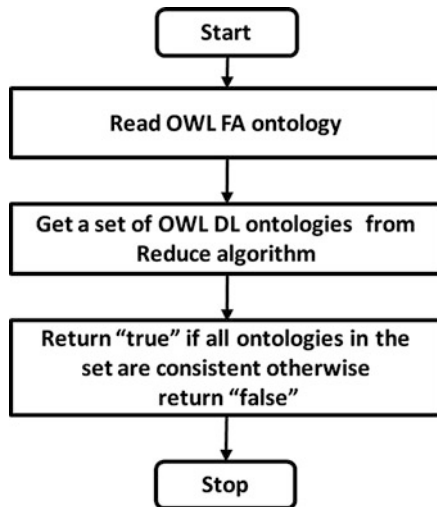 Start
Read OWL FA ontology
Get a set of OWL DL ontologies from
Reduce algorithm
Return “true” if all ontologies in the
set are consistent otherwise
return “false”
Stop